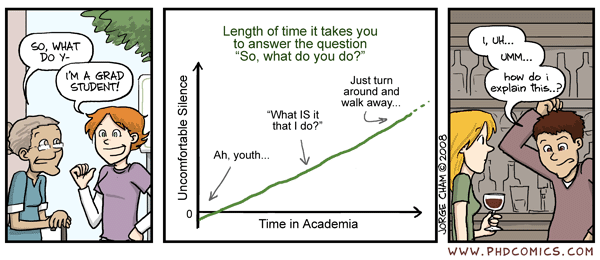 SO, WHAT
DO Y-
I'M A GRAD
STUDENT!
Length of time it takes you
to answer the question
“So, what do you do?”
Uncomfortable Silence
0
Ah, youth...
“What IS it
that I do?”
Just turn
around and
walk away...
Time in Academia
I, UH...
UMM...
how do i
explain this..?
JORGE CHAM © 2008
WWW.PHDCOMICS.COM